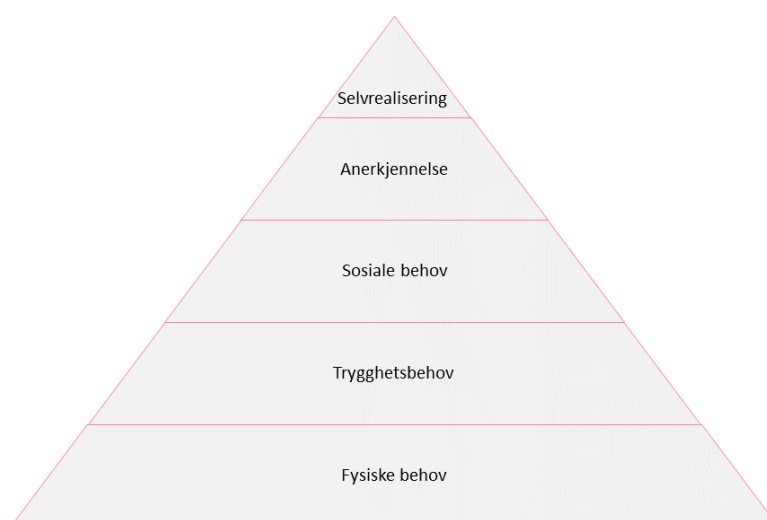 Selvrealisering
Anerkjennelse
Sosiale behov
Trygghetsbehov
Fysiske behov